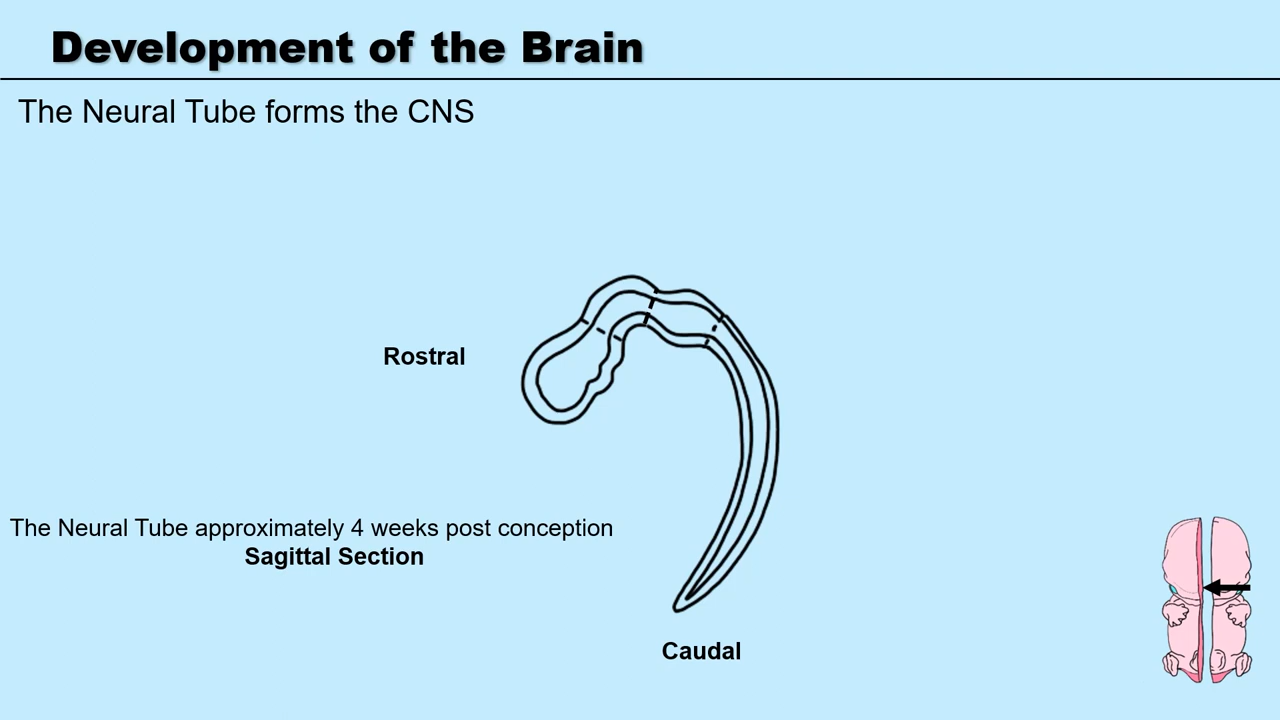 Development of the Brain
The Neural Tube forms the CNS
Rostral
The Neural Tube approximately 4 weeks post conception
Sagittal Section
Caudal